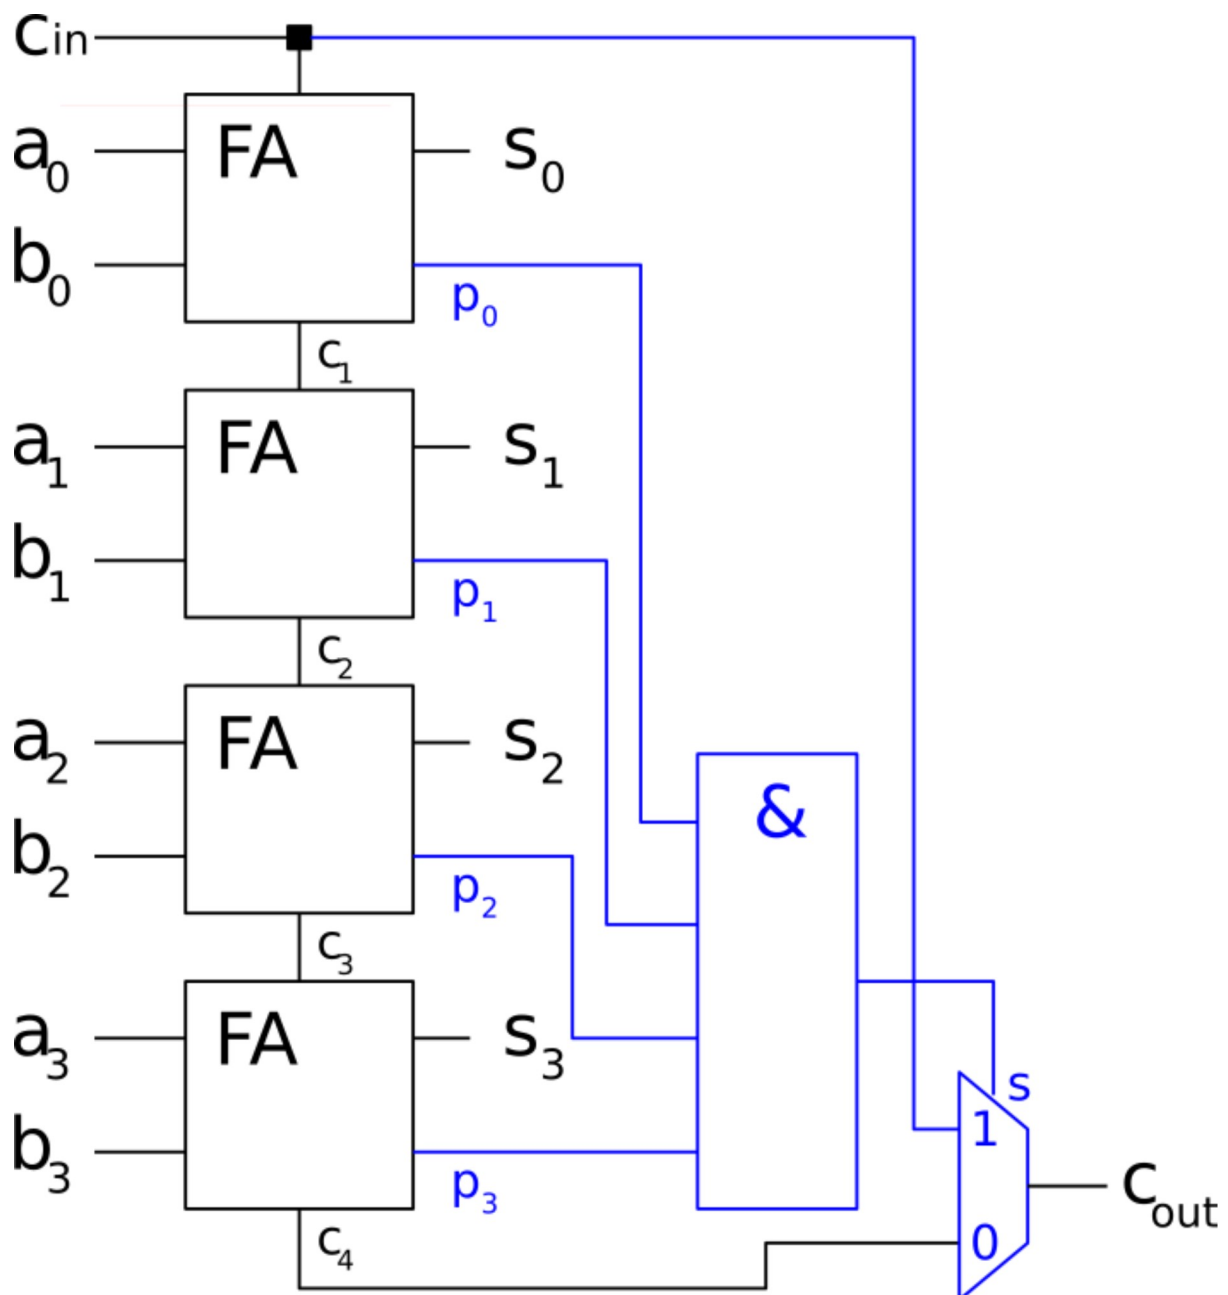 Cin
a0 FA s0
b0 p0
c1
a1 FA s1
b1 p1
c2
a2 FA s2
&
b2 p2
c3
a3 FA s3
s
1
b3 p3
Cout
c4 0